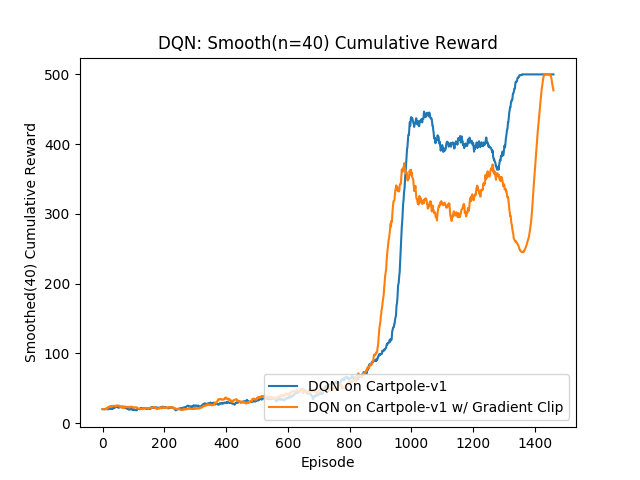 DQN: Smooth(n=40) Cumulative Reward
Smoothed(40) Cumulative Reward
500
400
300
200
100
0
DQN on Cartpole-v1
DQN on Cartpole-v1 w/ Gradient Clip
0 200 400 600 800 1000 1200 1400
Episode